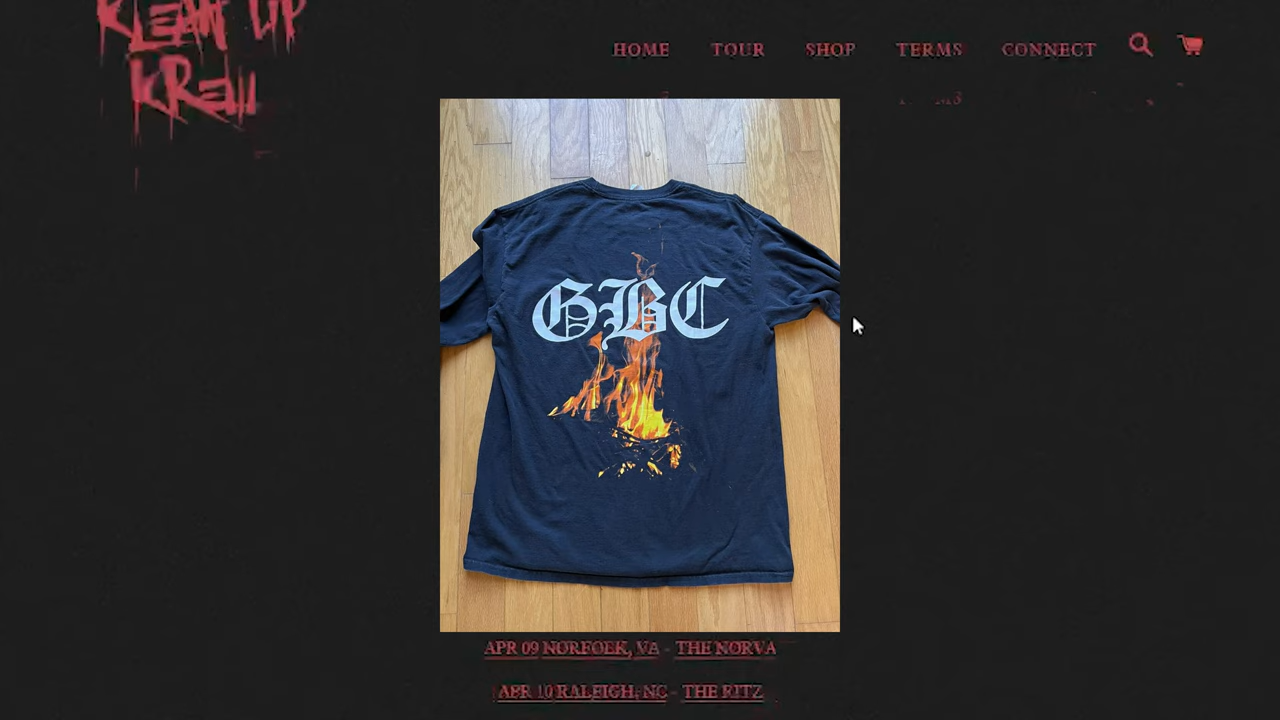 KLEAN UP
KREW
HOME TOUR SHOP TERMS CONNECT
GBC
APR 09 NORFOLK, VA - THE NORVA
APR 10 RALEIGH, NC - THE RITZ